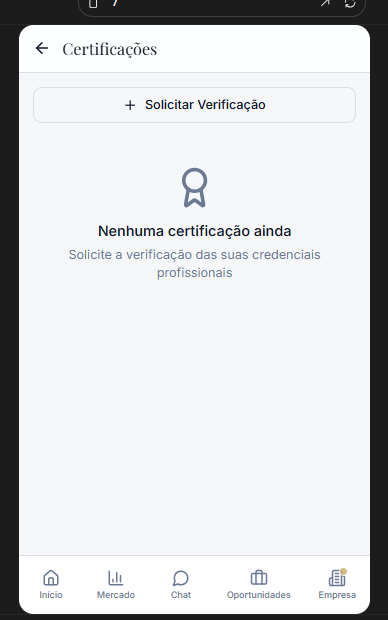 Certificações
Solicitar Verificação
Nenhuma certificação ainda
Solicite a verificação das suas credenciais
profissionais
Início
Mercado
Chat
Oportunidades
Empresa